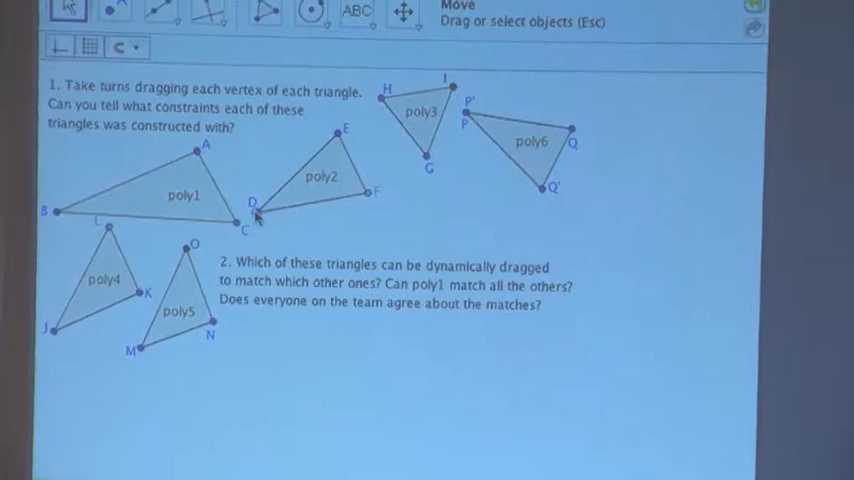 Move
ABC
Drag or select objects (Esc)
1. Take turns dragging each vertex of each triangle.
Can you tell what constraints each of these
triangles was constructed with?
H
I
poly3
G
P'
P
poly6
Q
Q'
A
poly1
B
C
E
poly2
D
F
L
poly4
K
J
O
poly5
N
M
2. Which of these triangles can be dynamically dragged
to match which other ones? Can poly1 match all the others?
Does everyone on the team agree about the matches?